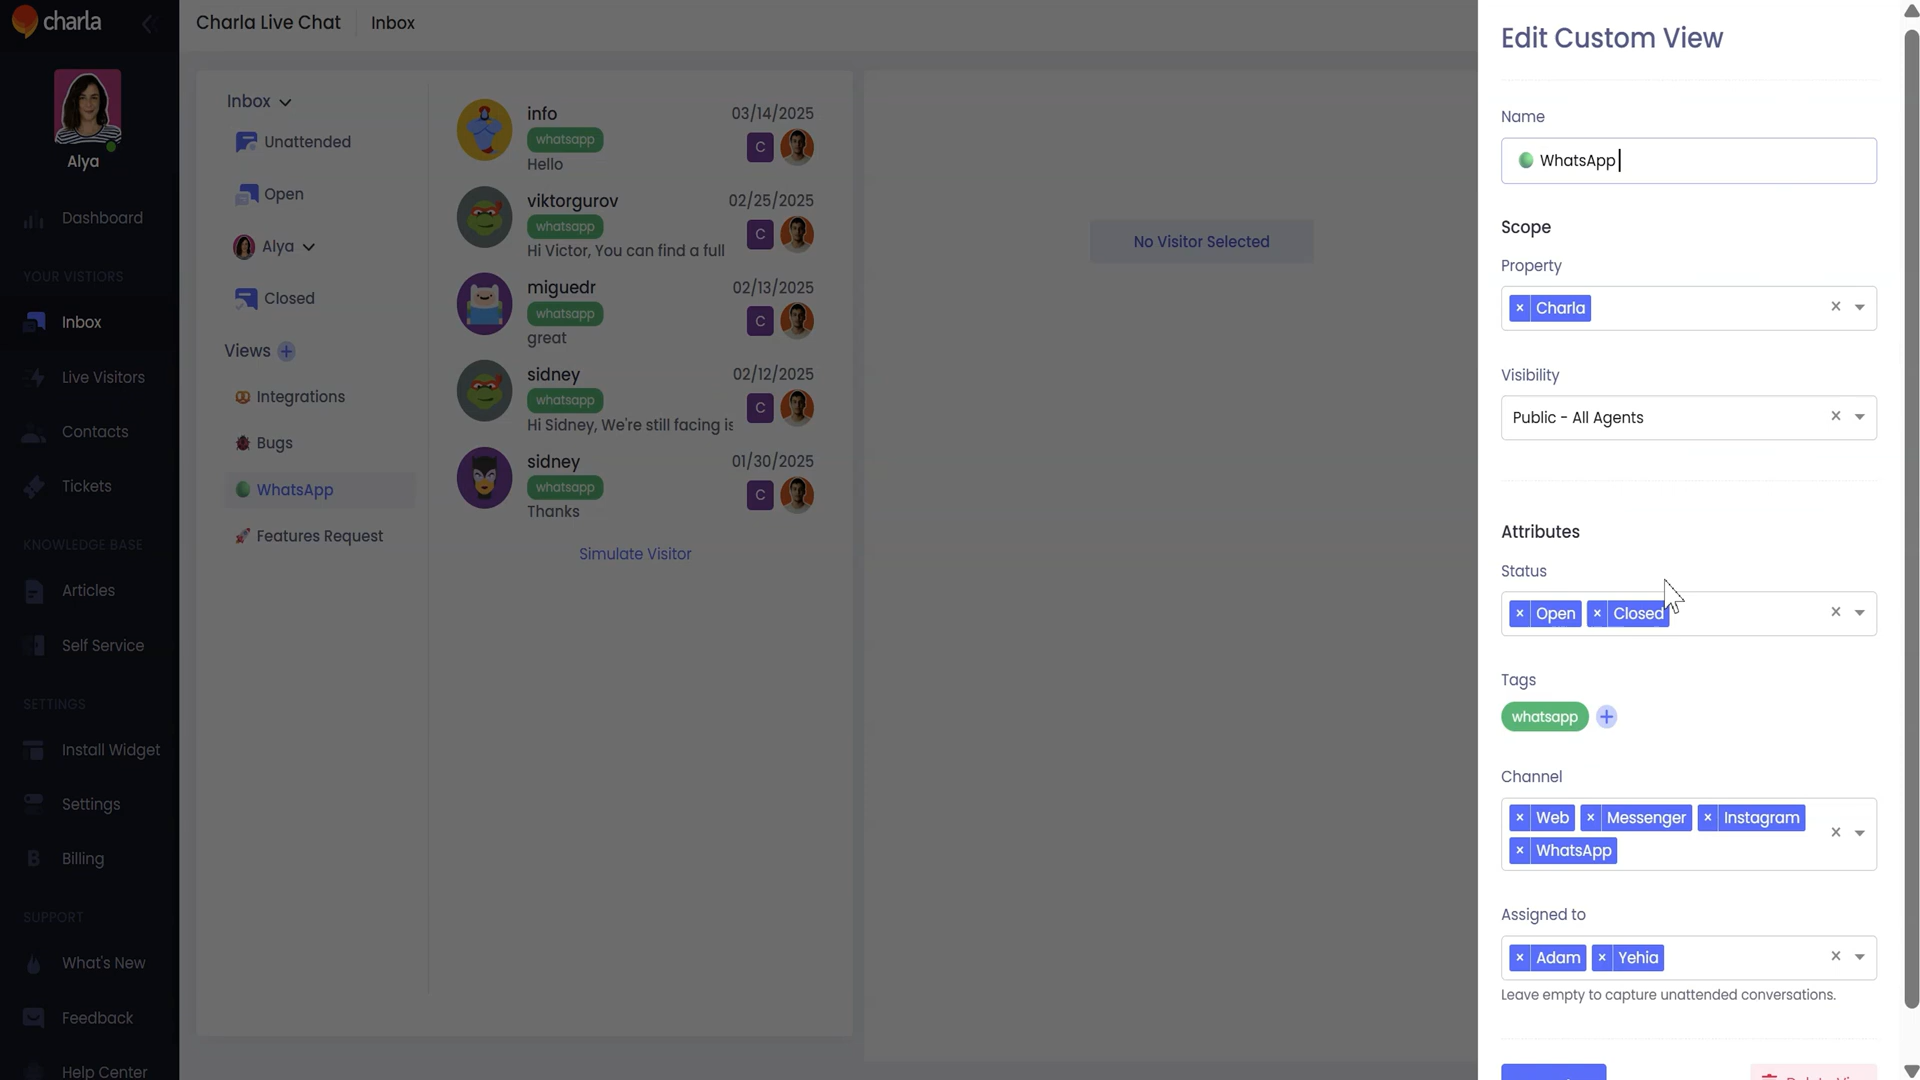 charla
Alya
Dashboard
YOUR VISTIORS
Inbox
Live Visitors
Contacts
Tickets
KNOWLEDGE BASE
Articles
Self Service
SETTINGS
Install Widget
Settings
Billing
SUPPORT
What's New
Feedback
Help Center
Charla Live Chat
Inbox
Inbox
Unattended
Open
Alya
Closed
Views
Integrations
Bugs
WhatsApp
Features Request
info 03/14/2025
whatsapp C
Hello
viktorgurov 02/25/2025
whatsapp C
Hi Victor, You can find a full
miguedr 02/13/2025
whatsapp C
great
sidney 02/12/2025
whatsapp C
Hi Sidney, We're still facing is
sidney 01/30/2025
whatsapp C
Thanks
Simulate Visitor
No Visitor Selected
Edit Custom View
Name
WhatsApp
Scope
Property
× Charla
Visibility
Public - All Agents
Attributes
Status
× Open × Closed
Tags
whatsapp
Channel
× Web × Messenger × Instagram
× WhatsApp
Assigned to
× Adam × Yehia
Leave empty to capture unattended conversations.